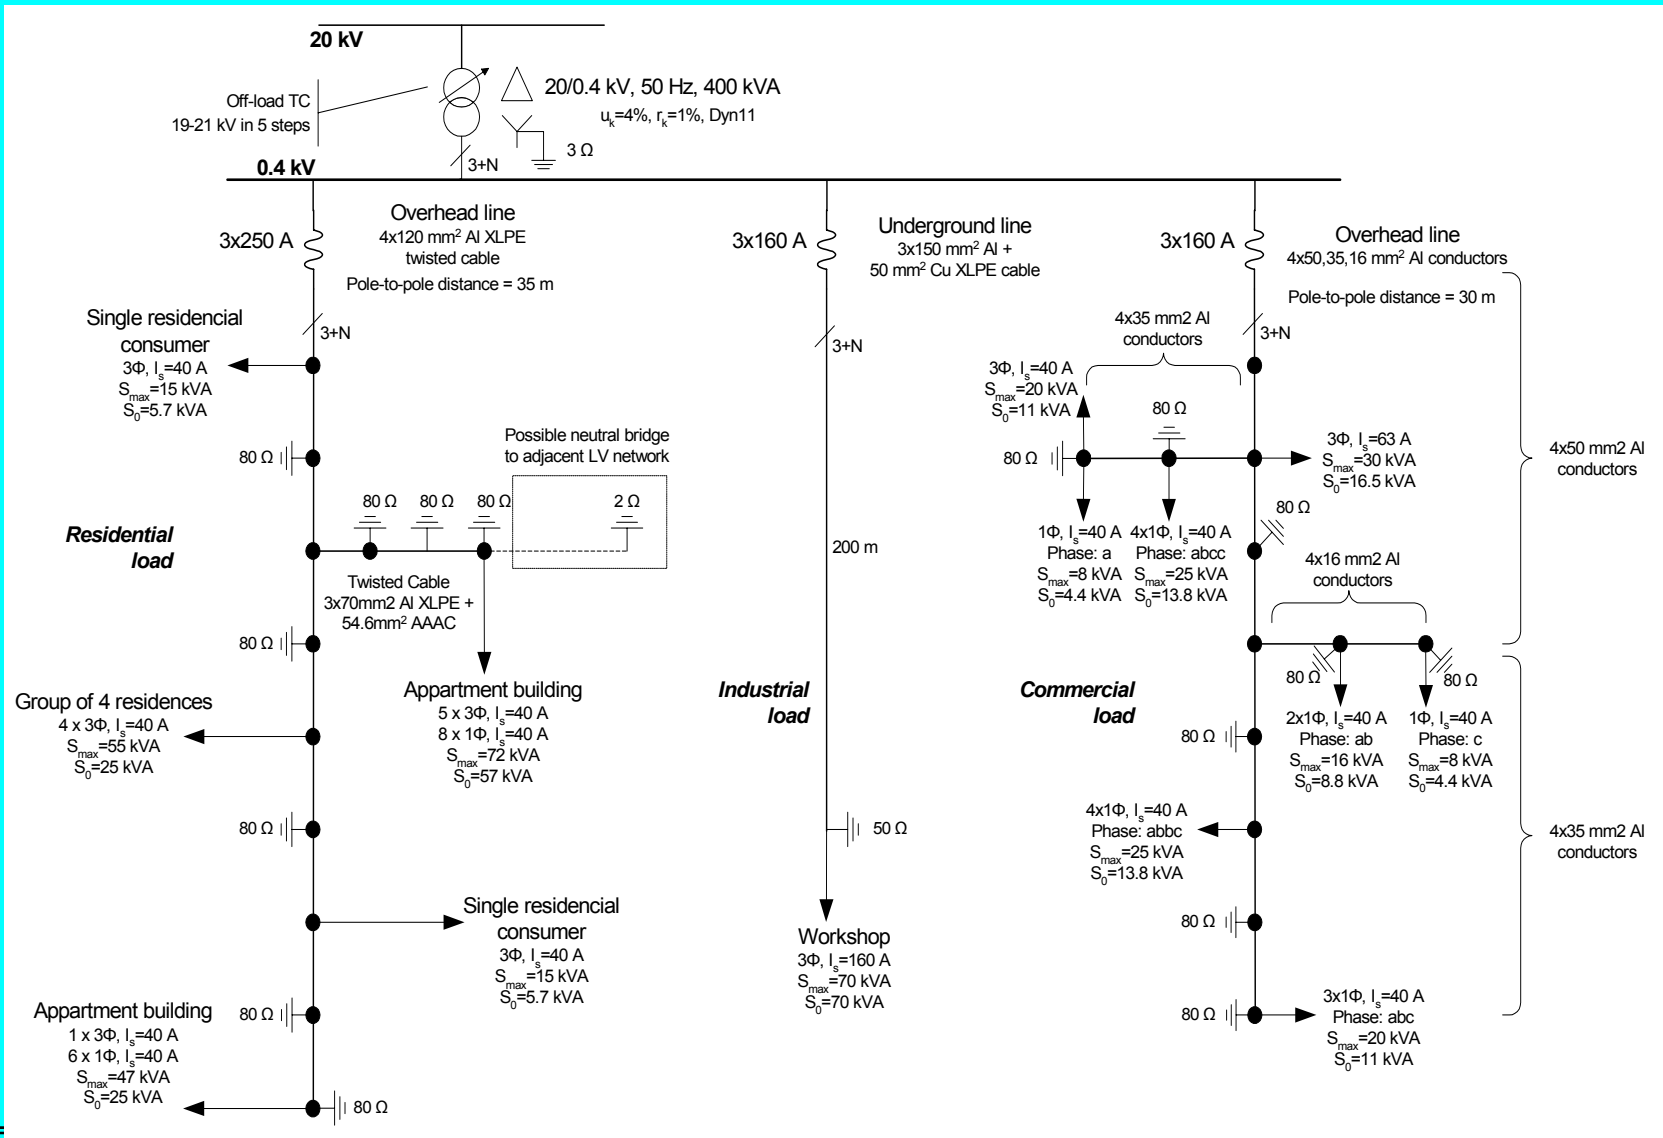 20 kV
Off-load TC
19-21 kV in 5 steps
20/0.4 kV, 50 Hz, 400 kVA
uk=4%, rk=1%, Dyn11
3 Ω
3+N
0.4 kV
3x250 A
Overhead line
4x120 mm² Al XLPE
twisted cable
Pole-to-pole distance = 35 m
3+N
Single residencial
consumer
3Φ, Is=40 A
Smax=15 kVA
S0=5.7 kVA
80 Ω
Possible neutral bridge
to adjacent LV network
80 Ω
80 Ω
80 Ω
2 Ω
Residential
load
Twisted Cable
3x70mm2 Al XLPE +
54.6mm² AAAC
80 Ω
Group of 4 residences
4 x 3Φ, Is=40 A
Smax=55 kVA
S0=25 kVA
Appartment building
5 x 3Φ, Is=40 A
8 x 1Φ, Is=40 A
Smax=72 kVA
S0=57 kVA
80 Ω
Single residencial
consumer
3Φ, Is=40 A
Smax=15 kVA
S0=5.7 kVA
80 Ω
Appartment building
1 x 3Φ, Is=40 A
6 x 1Φ, Is=40 A
Smax=47 kVA
S0=25 kVA
80 Ω
3x160 A
Underground line
3x150 mm² Al +
50 mm² Cu XLPE cable
3+N
200 m
Industrial
load
50 Ω
Workshop
3Φ, Is=160 A
Smax=70 kVA
S0=70 kVA
3x160 A
Overhead line
4x50,35,16 mm² Al conductors
Pole-to-pole distance = 30 m
3+N
4x35 mm2 Al
conductors
3Φ, Is=40 A
Smax=20 kVA
S0=11 kVA
80 Ω
80 Ω
3Φ, Is=63 A
Smax=30 kVA
S0=16.5 kVA
4x50 mm2 Al
conductors
80 Ω
1Φ, Is=40 A
Phase: a
Smax=8 kVA
S0=4.4 kVA
4x1Φ, Is=40 A
Phase: abcc
Smax=25 kVA
S0=13.8 kVA
4x16 mm2 Al
conductors
80 Ω
80 Ω
Commercial
load
2x1Φ, Is=40 A
Phase: ab
Smax=16 kVA
S0=8.8 kVA
1Φ, Is=40 A
Phase: c
Smax=8 kVA
S0=4.4 kVA
80 Ω
4x1Φ, Is=40 A
Phase: abbc
Smax=25 kVA
S0=13.8 kVA
4x35 mm2 Al
conductors
80 Ω
80 Ω
3x1Φ, Is=40 A
Phase: abc
Smax=20 kVA
S0=11 kVA